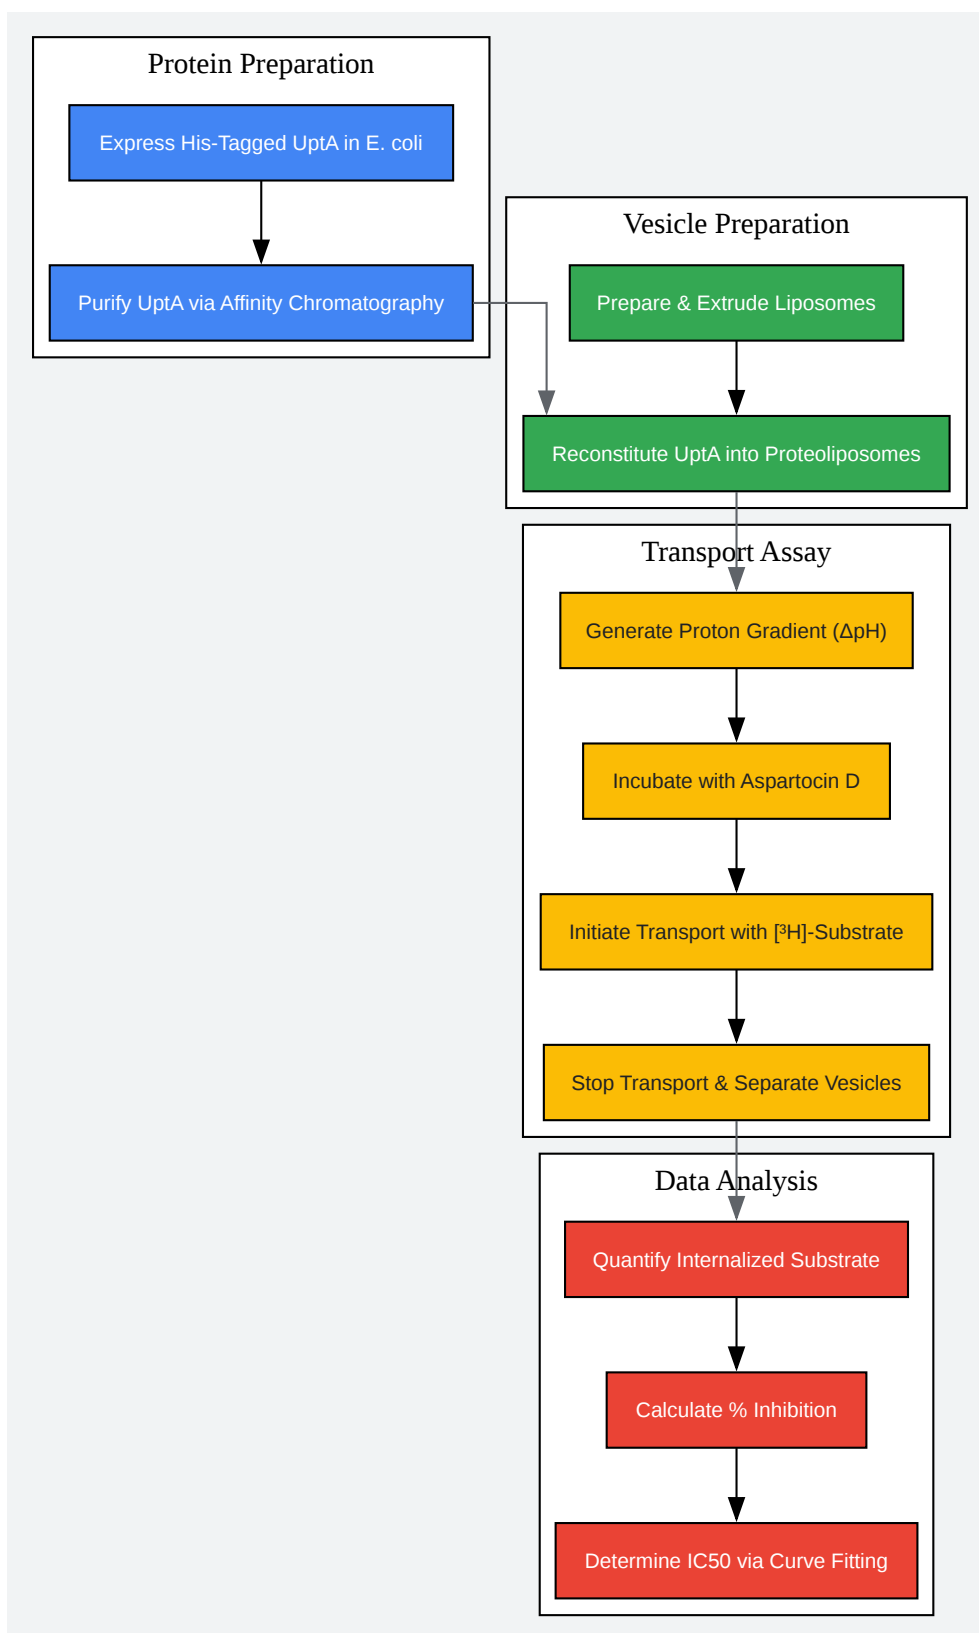 Protein Preparation
Express His-Tagged UptA in E. coli
Purify UptA via Affinity Chromatography
Vesicle Preparation
Prepare & Extrude Liposomes
Reconstitute UptA into Proteoliposomes
Transport Assay
Generate Proton Gradient (ΔpH)
Incubate with Aspartocin D
Initiate Transport with [³H]-Substrate
Stop Transport & Separate Vesicles
Data Analysis
Quantify Internalized Substrate
Calculate % Inhibition
Determine IC50 via Curve Fitting